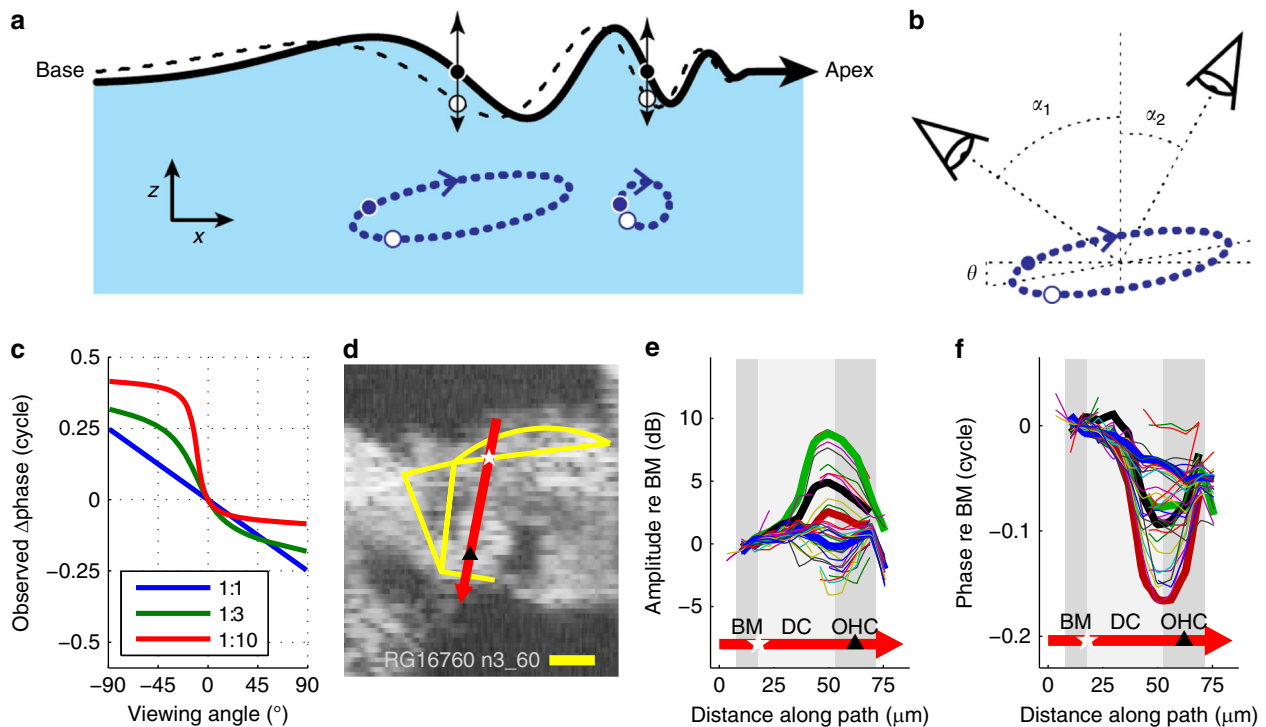 a
Base
Apex
z
x
b
α1
α2
θ
c
Observed Δphase (cycle)
0.5
0.25
0
−0.25
−0.5
1:1
1:3
1:10
−90 −45 0 45 90
Viewing angle (°)
d
RG16760 n3_60
e
Amplitude re BM (dB)
10
5
0
−5
BM DC OHC
0 25 50 75
Distance along path (μm)
f
Phase re BM (cycle)
0
−0.1
−0.2
BM DC OHC
0 25 50 75
Distance along path (μm)